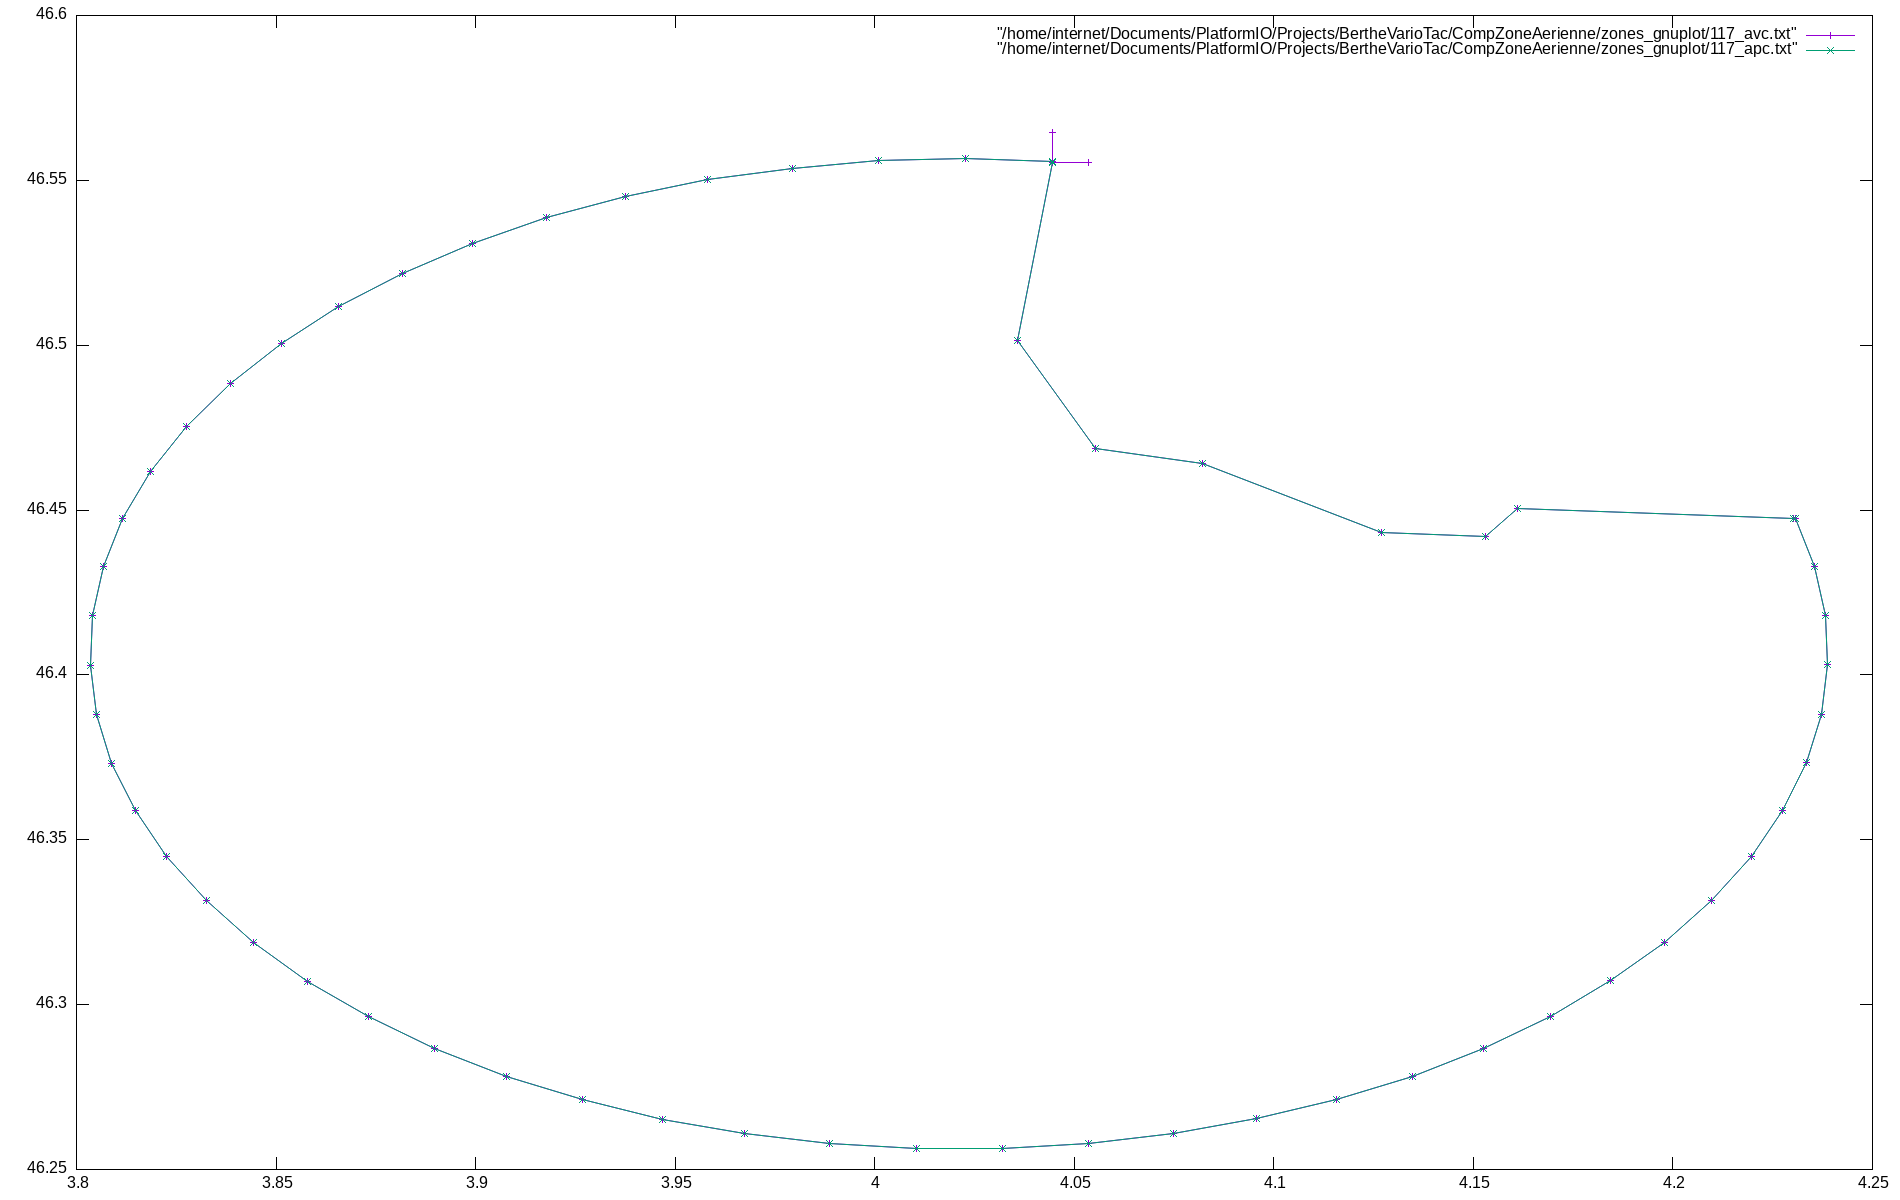 46.6
"/home/internet/Documents/PlatformIO/Projects/BertheVarioTac/CompZoneAerienne/zones_gnuplot/117_avc.txt"
"/home/internet/Documents/PlatformIO/Projects/BertheVarioTac/CompZoneAerienne/zones_gnuplot/117_apc.txt"
46.55
46.5
46.45
46.4
46.35
46.3
46.25
3.8 3.85 3.9 3.95 4 4.05 4.1 4.15 4.2 4.25